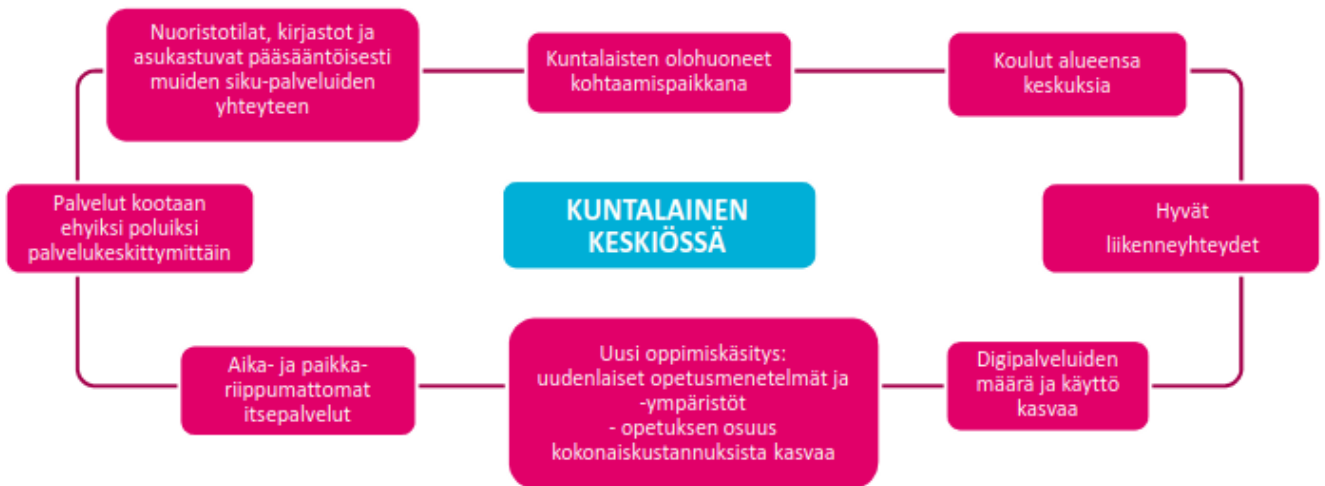 Nuoristotilat, kirjastot ja
asukastuvat pääsääntöisesti
muiden siku-palveluiden
yhteyteen
Kuntalaisten olohuoneet
kohtaamispaikkana
Koulut alueensa
keskuksia
Palvelut kootaan
ehyiksi poluiksi
palvelukeskittymittäin
KUNTALAINEN
KESKIÖSSÄ
Hyvät
liikenneyhteydet
Aika- ja paikka-
riippumattomat
itsepalvelut
Uusi oppimiskäsitys:
uudenlaiset opetusmenetelmät ja
-ympäristöt
- opetuksen osuus
kokonaiskustannuksista kasvaa
Digipalveluiden
määrä ja käyttö
kasvaa